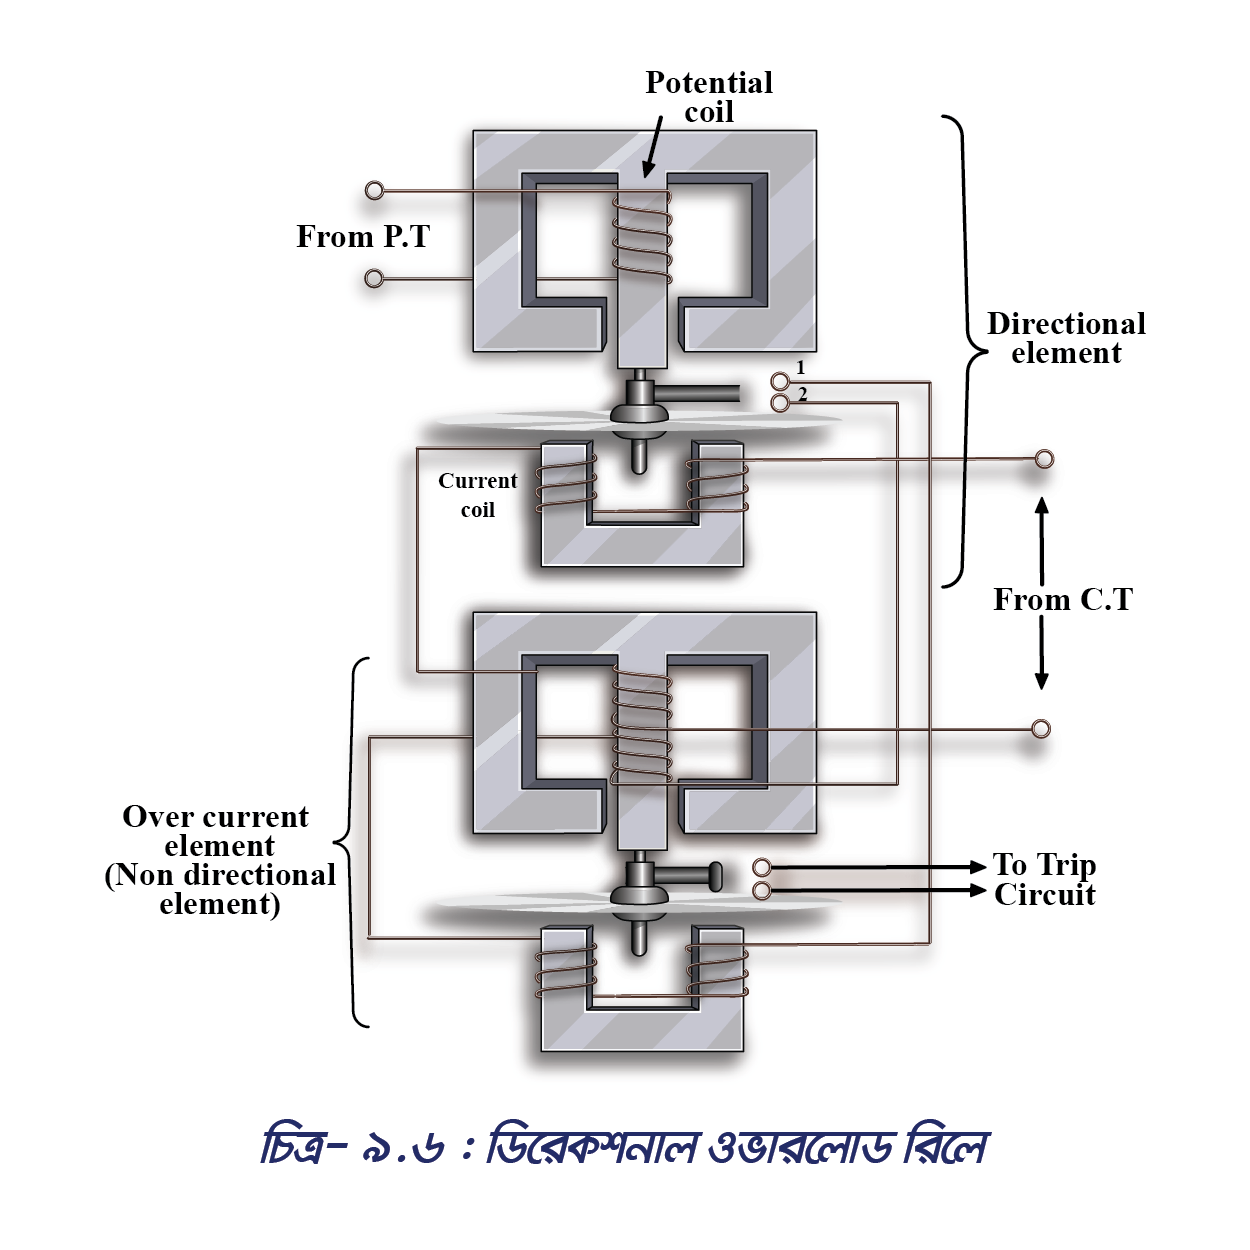 Potential
coil
From P.T
1
2
Directional
element
Current
coil
From C.T
Over current
element
(Non directional
element)
To Trip
Circuit
চিত্র- ৯.৬ : ডিরেকশনাল ওভারলোড রিলে